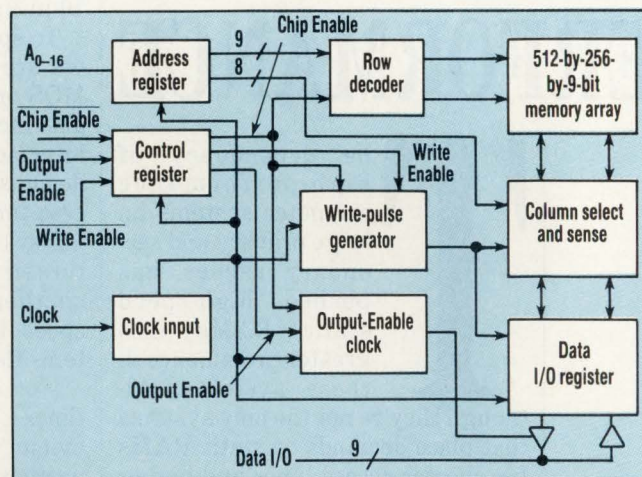 Chip Enable
A0–16
Address
register
9
8
Row
decoder
512-by-256-
by-9-bit
memory array
Chip Enable
Output
Enable
Write Enable
Control
register
Write
Enable
Write-pulse
generator
Column select
and sense
Clock
Clock input
Output-Enable
clock
Data
I/O register
Output Enable
Data I/O
9